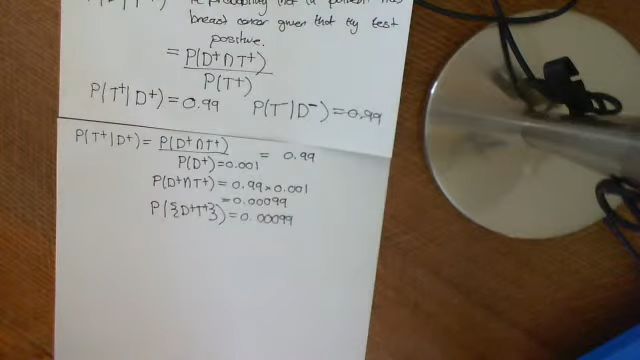 breast cancer given that they test
positive.
= P(D⁺∩T⁺)
P(T⁺)
P(T⁺|D⁺) = 0.99 P(T⁻|D⁻) = 0.99
P(T⁺|D⁺) = P(D⁺∩T⁺) = 0.99
P(D⁺) = 0.001
P(D⁺∩T⁺) = 0.99 × 0.001
= 0.00099
P({D⁺T⁺}) = 0.00099